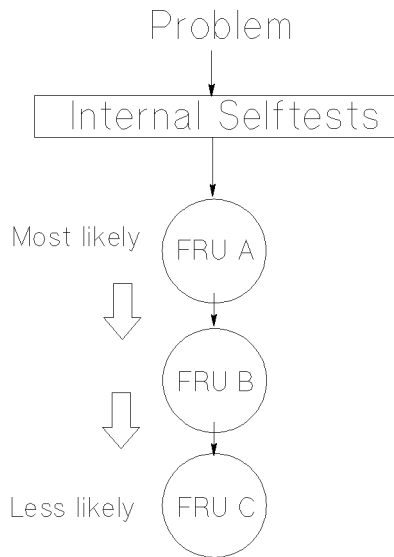 Problem
Internal Selftests
Most likely
FRU A
FRU B
Less likely
FRU C